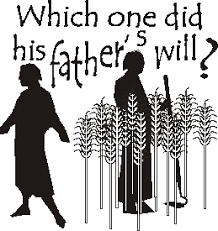 Which one did
his father's will?